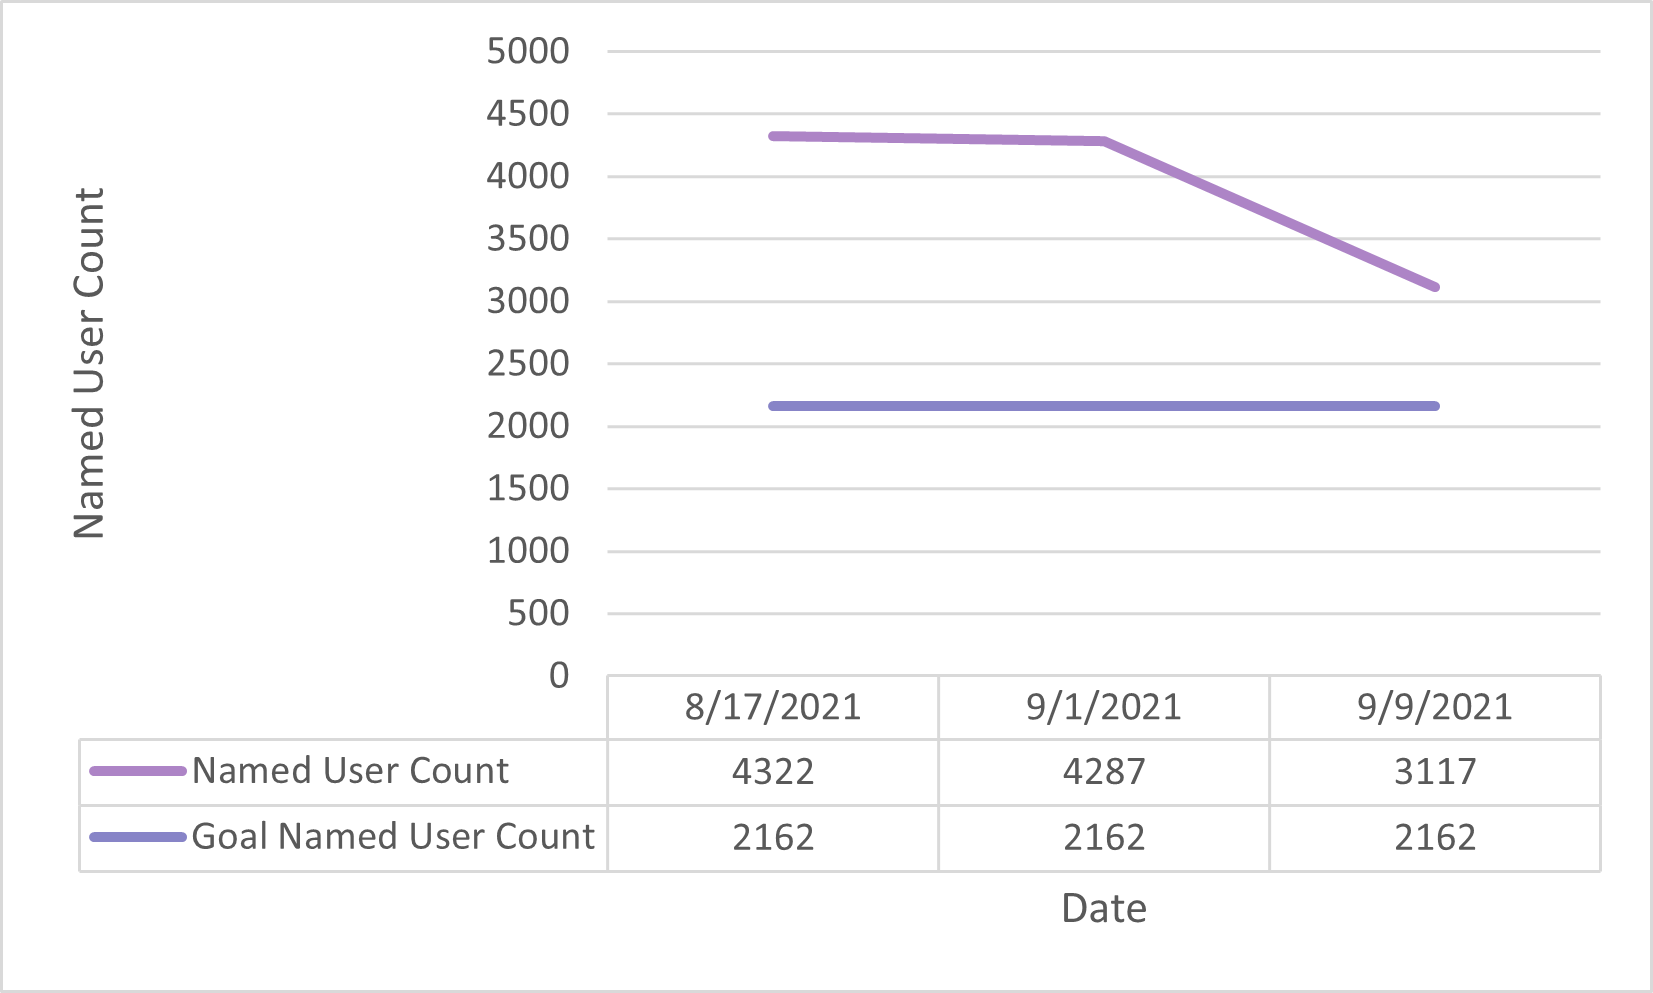 Named User Count
5000
4500
4000
3500
3000
2500
2000
1500
1000
500
0
8/17/2021 9/1/2021 9/9/2021
Named User Count 4322 4287 3117
Goal Named User Count 2162 2162 2162
Date